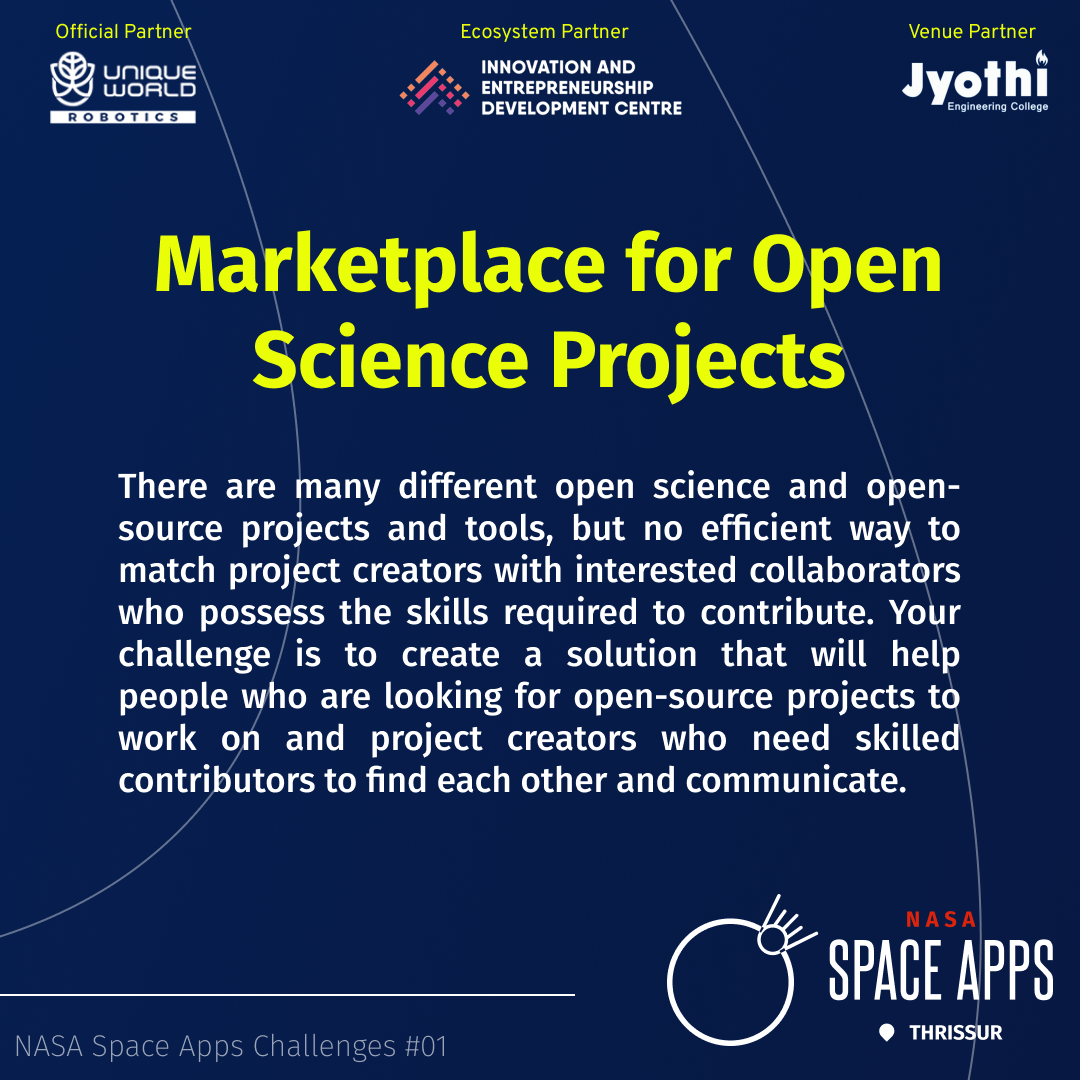 Official Partner
UNIQUE
WORLD
ROBOTICS
Ecosystem Partner
INNOVATION AND
ENTREPRENEURSHIP
DEVELOPMENT CENTRE
Venue Partner
Jyothi
Engineering College
Marketplace for Open
Science Projects
There are many different open science and open-
source projects and tools, but no efficient way to
match project creators with interested collaborators
who possess the skills required to contribute. Your
challenge is to create a solution that will help
people who are looking for open-source projects to
work on and project creators who need skilled
contributors to find each other and communicate.
NASA
SPACE APPS
THRISSUR
NASA Space Apps Challenges #01